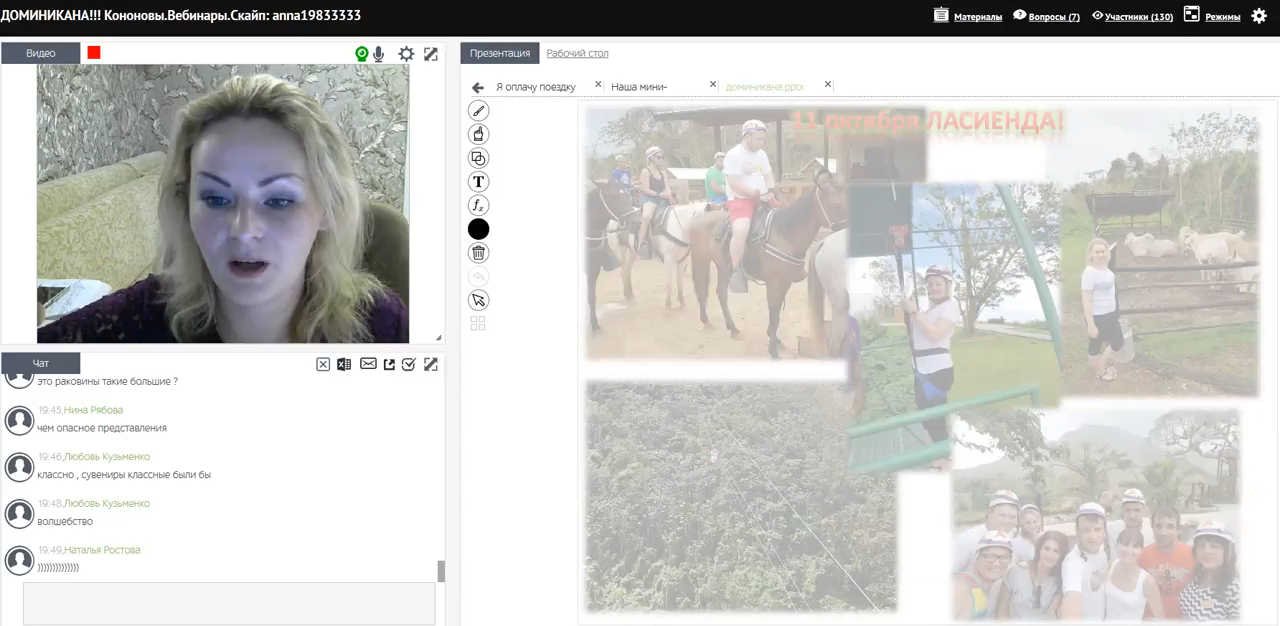 ДОМИНИКАНА!!! Кононовы.Вебинары.Скайп: anna19833333
Материалы
Вопросы (7)
Участники (130)
Режимы
Видео
Презентация
Рабочий стол
Я оплачу поездку
Наша мини-
доминикана.pptx
T
fx
11 октября ЛАСИЕНДА!
Чат
это раковины такие большие ?
19:45,Нина Рябова
чем опасное представления
19:46,Любовь Кузьменко
классно , сувениры классные были бы
19:48,Любовь Кузьменко
волшебство
19:49,Наталья Ростова
))))))))))))))